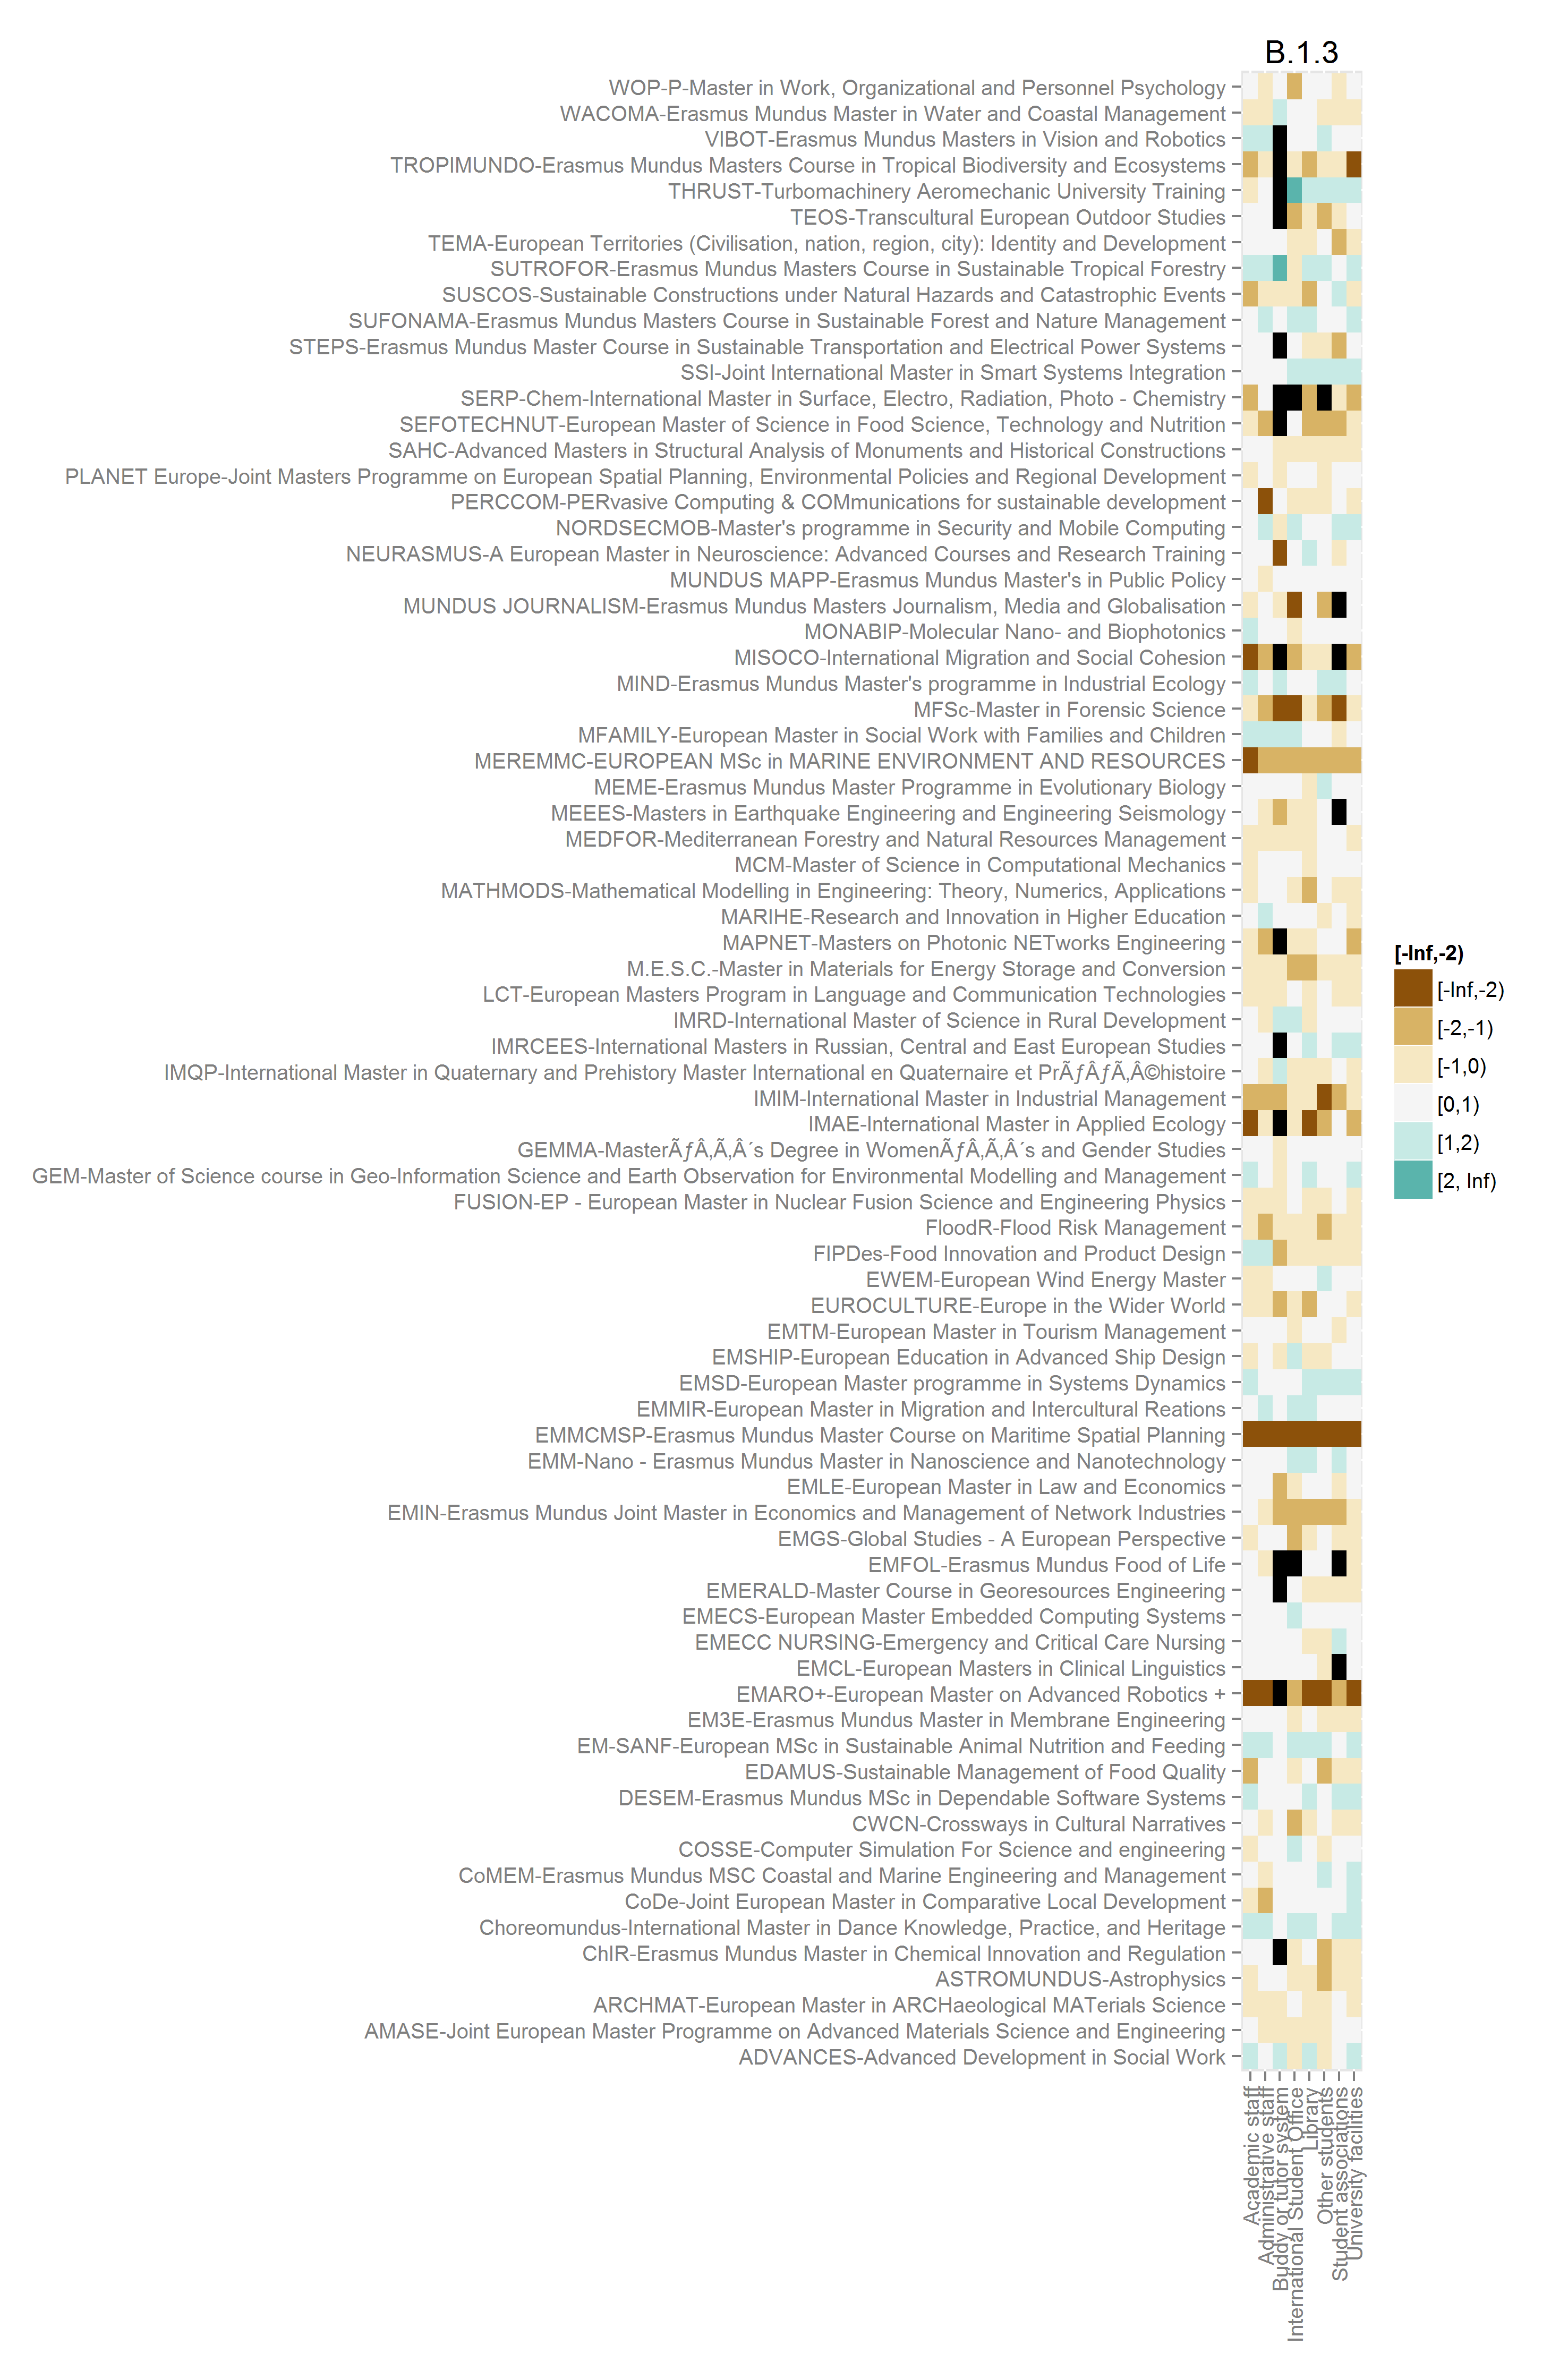 B.1.3
WOP-P-Master in Work, Organizational and Personnel Psychology
WACOMA-Erasmus Mundus Master in Water and Coastal Management
VIBOT-Erasmus Mundus Masters in Vision and Robotics
TROPIMUNDO-Erasmus Mundus Masters Course in Tropical Biodiversity and Ecosystems
THRUST-Turbomachinery Aeromechanic University Training
TEOS-Transcultural European Outdoor Studies
TEMA-European Territories (Civilisation, nation, region, city): Identity and Development
SUTROFOR-Erasmus Mundus Masters Course in Sustainable Tropical Forestry
SUSCOS-Sustainable Constructions under Natural Hazards and Catastrophic Events
SUFONAMA-Erasmus Mundus Masters Course in Sustainable Forest and Nature Management
STEPS-Erasmus Mundus Master Course in Sustainable Transportation and Electrical Power Systems
SSI-Joint International Master in Smart Systems Integration
SERP-Chem-International Master in Surface, Electro, Radiation, Photo - Chemistry
SEFOTECHNUT-European Master of Science in Food Science, Technology and Nutrition
SAHC-Advanced Masters in Structural Analysis of Monuments and Historical Constructions
PLANET Europe-Joint Masters Programme on European Spatial Planning, Environmental Policies and Regional Development
PERCCOM-PERvasive Computing & COMmunications for sustainable development
NORDSECMOB-Master's programme in Security and Mobile Computing
NEURASMUS-A European Master in Neuroscience: Advanced Courses and Research Training
MUNDUS MAPP-Erasmus Mundus Master's in Public Policy
MUNDUS JOURNALISM-Erasmus Mundus Masters Journalism, Media and Globalisation
MONABIP-Molecular Nano- and Biophotonics
MISOCO-International Migration and Social Cohesion
MIND-Erasmus Mundus Master's programme in Industrial Ecology
MFSc-Master in Forensic Science
MFAMILY-European Master in Social Work with Families and Children
MEREMMC-EUROPEAN MSc in MARINE ENVIRONMENT AND RESOURCES
MEME-Erasmus Mundus Master Programme in Evolutionary Biology
MEEES-Masters in Earthquake Engineering and Engineering Seismology
MEDFOR-Mediterranean Forestry and Natural Resources Management
MCM-Master of Science in Computational Mechanics
MATHMODS-Mathematical Modelling in Engineering: Theory, Numerics, Applications
MARIHE-Research and Innovation in Higher Education
MAPNET-Masters on Photonic NETworks Engineering
M.E.S.C.-Master in Materials for Energy Storage and Conversion
LCT-European Masters Program in Language and Communication Technologies
IMRD-International Master of Science in Rural Development
IMRCEES-International Masters in Russian, Central and East European Studies
IMQP-International Master in Quaternary and Prehistory Master International en Quaternaire et PrÃƒÂƒÃ‚Â©histoire
IMIM-International Master in Industrial Management
IMAE-International Master in Applied Ecology
GEMMA-MasterÃƒÂ‚Ã‚Â´s Degree in WomenÃƒÂ‚Ã‚Â´s and Gender Studies
GEM-Master of Science course in Geo-Information Science and Earth Observation for Environmental Modelling and Management
FUSION-EP - European Master in Nuclear Fusion Science and Engineering Physics
FloodR-Flood Risk Management
FIPDes-Food Innovation and Product Design
EWEM-European Wind Energy Master
EUROCULTURE-Europe in the Wider World
EMTM-European Master in Tourism Management
EMSHIP-European Education in Advanced Ship Design
EMSD-European Master programme in Systems Dynamics
EMMIR-European Master in Migration and Intercultural Reations
EMMCMSP-Erasmus Mundus Master Course on Maritime Spatial Planning
EMM-Nano - Erasmus Mundus Master in Nanoscience and Nanotechnology
EMLE-European Master in Law and Economics
EMIN-Erasmus Mundus Joint Master in Economics and Management of Network Industries
EMGS-Global Studies - A European Perspective
EMFOL-Erasmus Mundus Food of Life
EMERALD-Master Course in Georesources Engineering
EMECS-European Master Embedded Computing Systems
EMECC NURSING-Emergency and Critical Care Nursing
EMCL-European Masters in Clinical Linguistics
EMARO+-European Master on Advanced Robotics +
EM3E-Erasmus Mundus Master in Membrane Engineering
EM-SANF-European MSc in Sustainable Animal Nutrition and Feeding
EDAMUS-Sustainable Management of Food Quality
DESEM-Erasmus Mundus MSc in Dependable Software Systems
CWCN-Crossways in Cultural Narratives
COSSE-Computer Simulation For Science and engineering
CoMEM-Erasmus Mundus MSC Coastal and Marine Engineering and Management
CoDe-Joint European Master in Comparative Local Development
Choreomundus-International Master in Dance Knowledge, Practice, and Heritage
ChIR-Erasmus Mundus Master in Chemical Innovation and Regulation
ASTROMUNDUS-Astrophysics
ARCHMAT-European Master in ARCHaeological MATerials Science
AMASE-Joint European Master Programme on Advanced Materials Science and Engineering
ADVANCES-Advanced Development in Social Work
Academic staff
Administrative staff
Buddy or tutor system
International Student Office
Library
Other students
Student associations
University facilities
[-Inf,-2)
[-Inf,-2)
[-2,-1)
[-1,0)
[0,1)
[1,2)
[2, Inf)